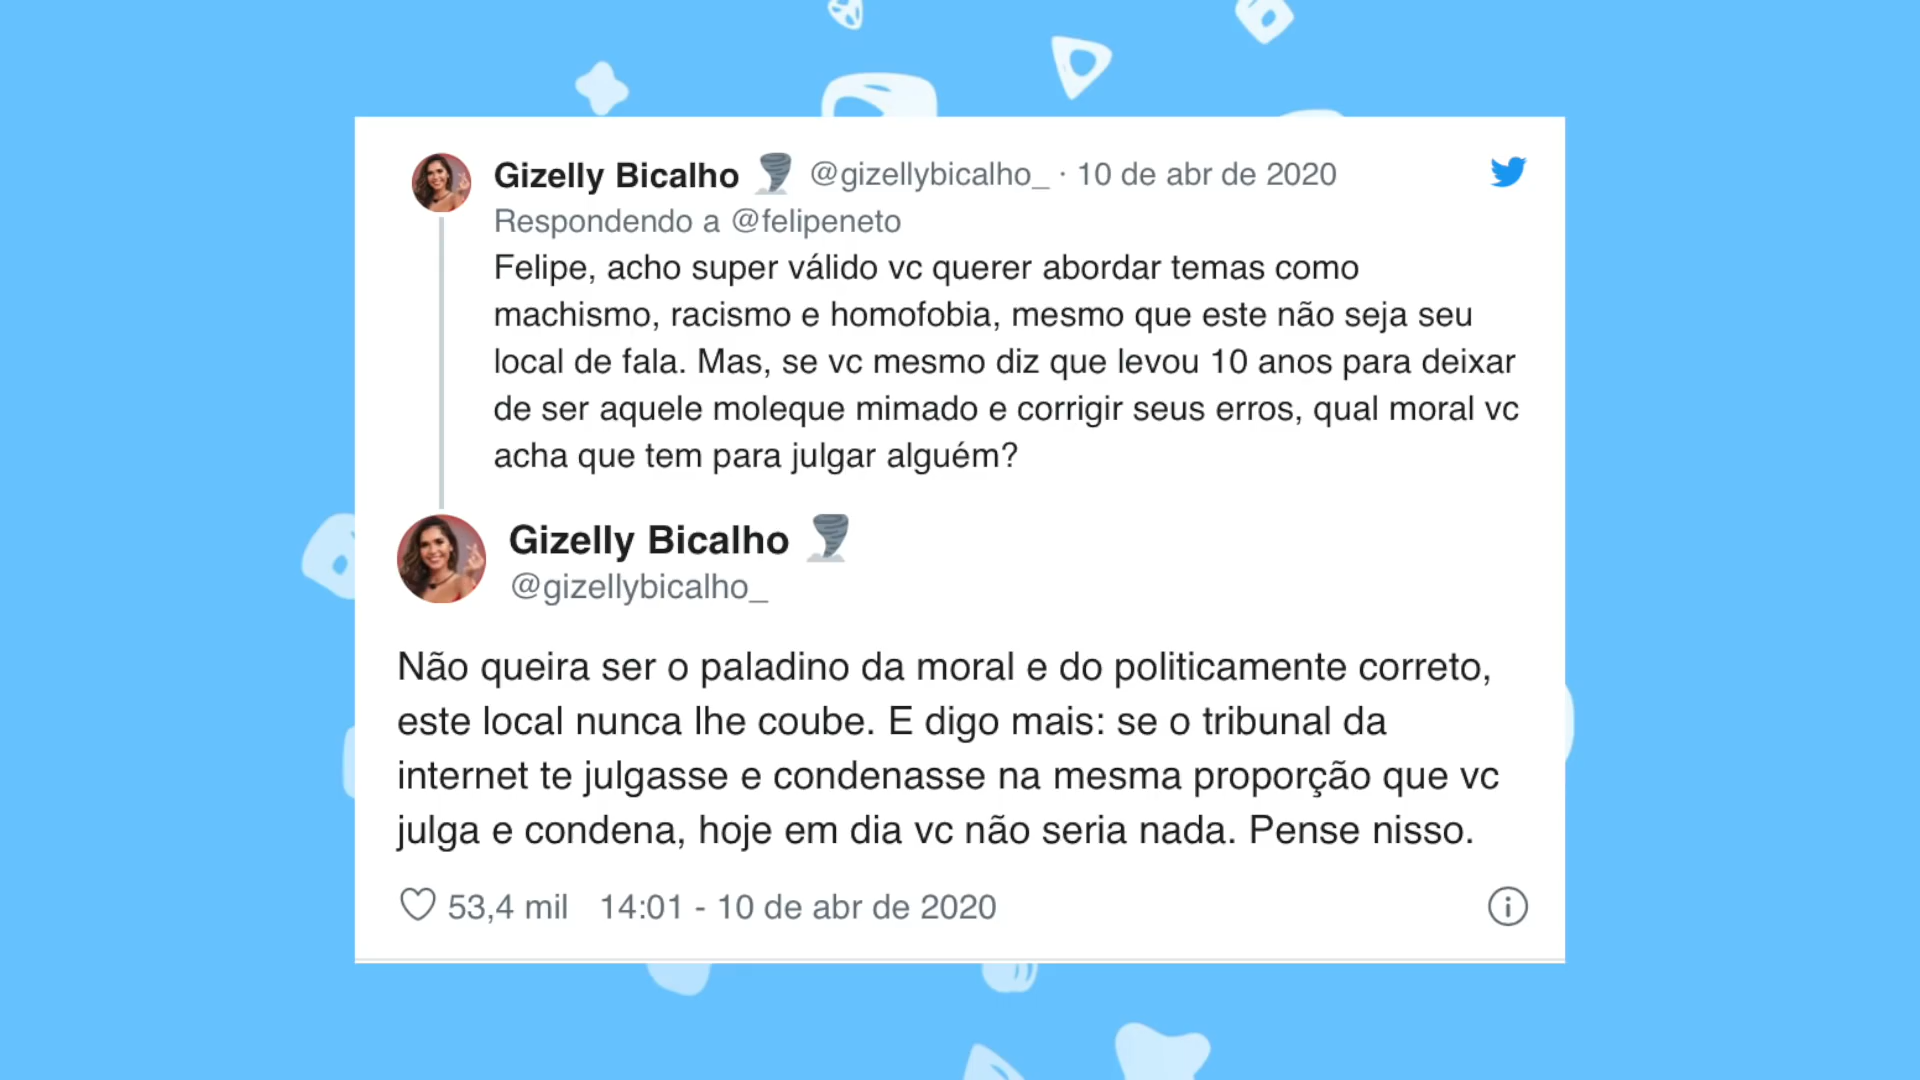 Gizelly Bicalho 🌪 @gizellybicalho_ · 10 de abr de 2020
Respondendo a @felipeneto
Felipe, acho super válido vc querer abordar temas como
machismo, racismo e homofobia, mesmo que este não seja seu
local de fala. Mas, se vc mesmo diz que levou 10 anos para deixar
de ser aquele moleque mimado e corrigir seus erros, qual moral vc
acha que tem para julgar alguém?
Gizelly Bicalho 🌪
@gizellybicalho_
Não queira ser o paladino da moral e do politicamente correto,
este local nunca lhe coube. E digo mais: se o tribunal da
internet te julgasse e condenasse na mesma proporção que vc
julga e condena, hoje em dia vc não seria nada. Pense nisso.
53,4 mil 14:01 - 10 de abr de 2020